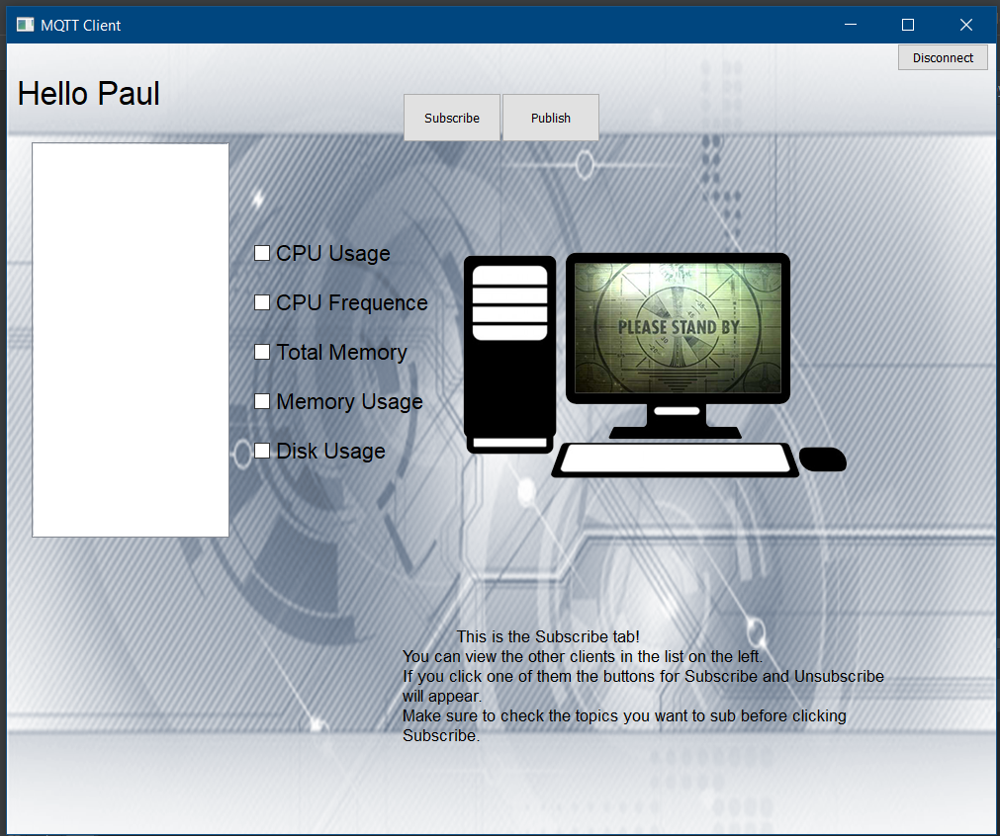 MQTT Client
Disconnect
Hello Paul
Subscribe
Publish
CPU Usage
CPU Frequence
Total Memory
Memory Usage
Disk Usage
PLEASE STAND BY
This is the Subscribe tab!
You can view the other clients in the list on the left.
If you click one of them the buttons for Subscribe and Unsubscribe
will appear.
Make sure to check the topics you want to sub before clicking
Subscribe.